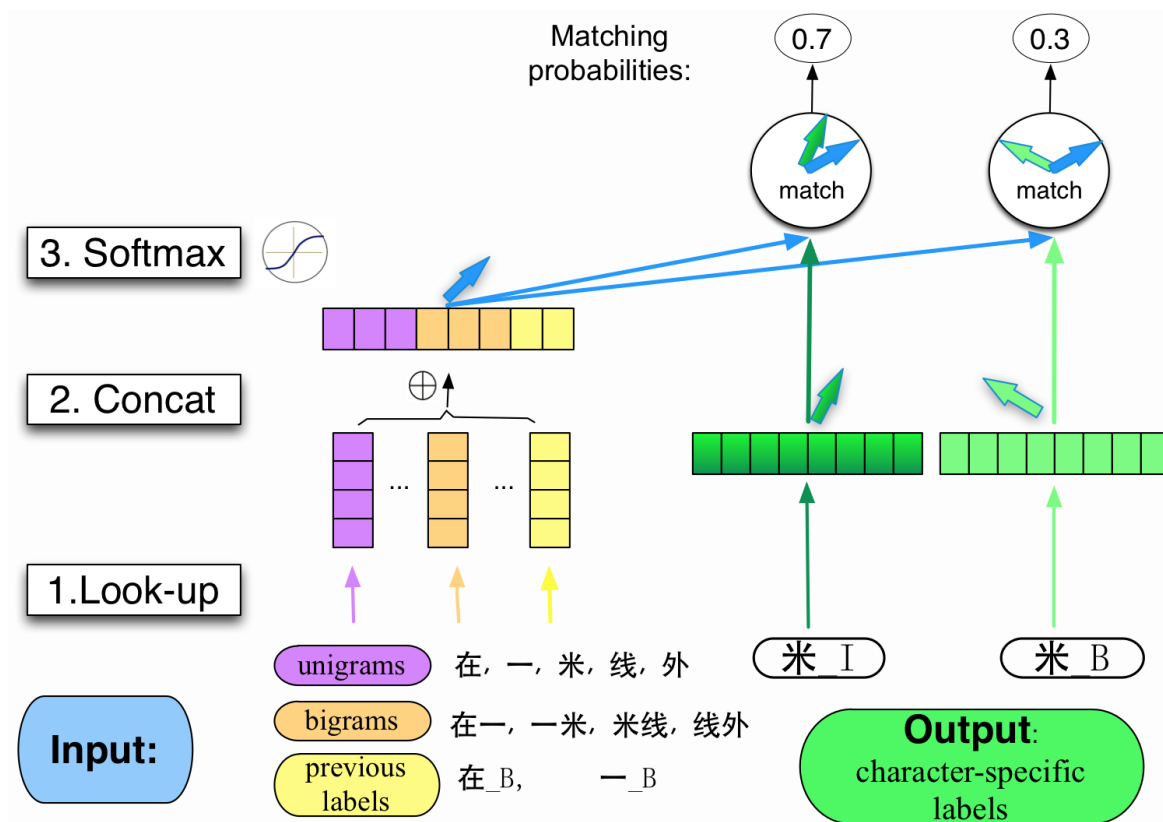 Matching
probabilities:
0.7
0.3
match
match
3. Softmax
2. Concat
...
...
1.Look-up
米_I
米_B
unigrams
在, 一, 米, 线, 外
bigrams
在一, 一米, 米线, 线外
previous
labels
在_B, 一_B
Input:
Output:
character-specific
labels